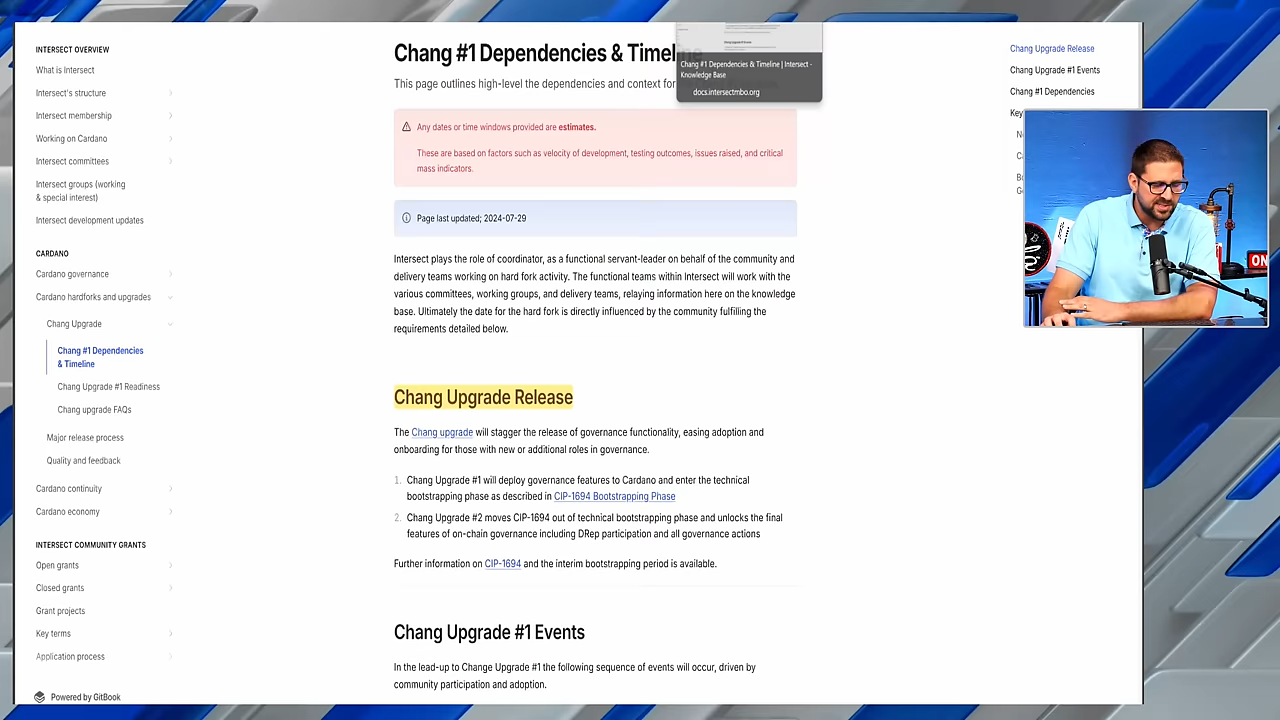 INTERSECT OVERVIEW
What is Intersect
Intersect's structure
Intersect membership
Working on Cardano
Intersect committees
Intersect groups (working
& special interest)
Intersect development updates
CARDANO
Cardano governance
Cardano hardforks and upgrades
Chang Upgrade
Chang #1 Dependencies
& Timeline
Chang Upgrade #1 Readiness
Chang upgrade FAQs
Major release process
Quality and feedback
Cardano continuity
Cardano economy
INTERSECT COMMUNITY GRANTS
Open grants
Closed grants
Grant projects
Key terms
Application process
Powered by GitBook
Chang #1 Dependencies & Timeline
This page outlines high-level the dependencies and context for
Chang #1 Dependencies & Timeline | Intersect -
Knowledge Base
docs.intersectmbo.org
Any dates or time windows provided are estimates.
These are based on factors such as velocity of development, testing outcomes, issues raised, and critical
mass indicators.
Page last updated; 2024-07-29
Intersect plays the role of coordinator, as a functional servant-leader on behalf of the community and
delivery teams working on hard fork activity. The functional teams within Intersect will work with the
various committees, working groups, and delivery teams, relaying information here on the knowledge
base. Ultimately the date for the hard fork is directly influenced by the community fulfilling the
requirements detailed below.
Chang Upgrade Release
The Chang upgrade will stagger the release of governance functionality, easing adoption and
onboarding for those with new or additional roles in governance.
1. Chang Upgrade #1 will deploy governance features to Cardano and enter the technical
bootstrapping phase as described in CIP-1694 Bootstrapping Phase
2. Chang Upgrade #2 moves CIP-1694 out of technical bootstrapping phase and unlocks the final
features of on-chain governance including DRep participation and all governance actions
Further information on CIP-1694 and the interim bootstrapping period is available.
Chang Upgrade #1 Events
In the lead-up to Change Upgrade #1 the following sequence of events will occur, driven by
community participation and adoption.
Chang Upgrade Release
Chang Upgrade #1 Events
Chang #1 Dependencies
Key
ON